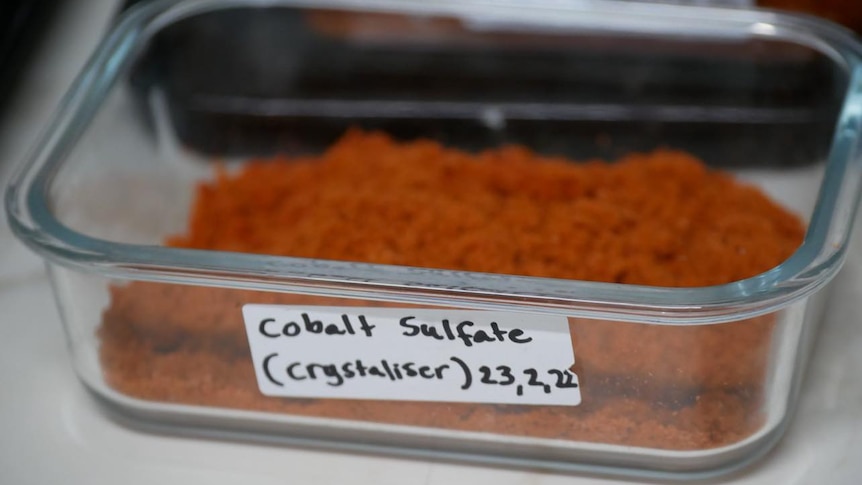 Cobalt Sulfate
(crystaliser) 23,2,22